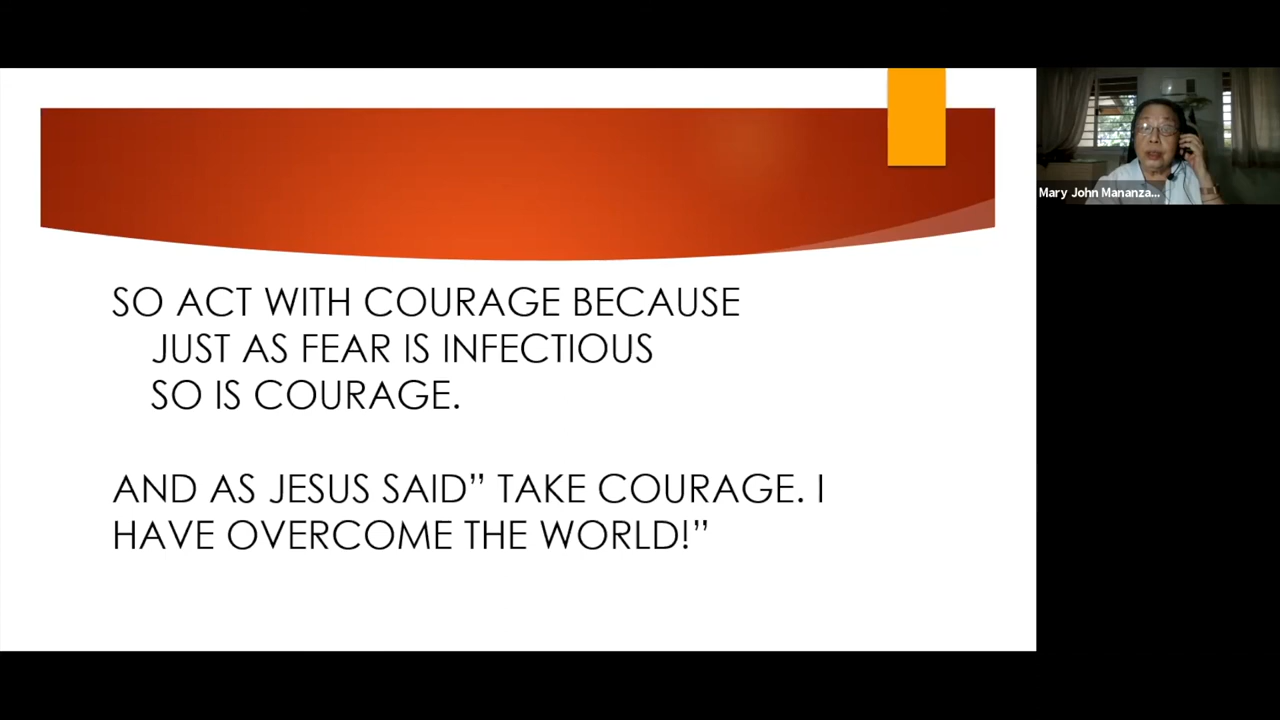 SO ACT WITH COURAGE BECAUSE
JUST AS FEAR IS INFECTIOUS
SO IS COURAGE.
AND AS JESUS SAID” TAKE COURAGE. I
HAVE OVERCOME THE WORLD!”
Mary John Mananza...